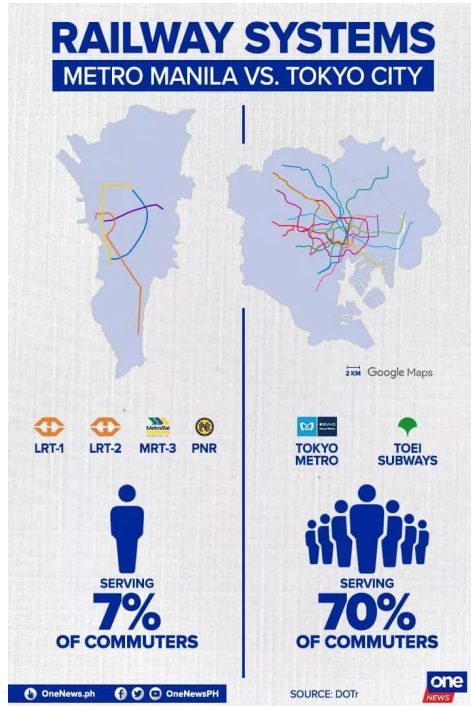 RAILWAY SYSTEMS
METRO MANILA VS. TOKYO CITY
2 KM Google Maps
LRT-1
LRT-2
MetroRail
MRT-3
PNR
TOKYO
METRO
TOEI
SUBWAYS
SERVING
7%
OF COMMUTERS
SERVING
70%
OF COMMUTERS
OneNews.ph
OneNewsPH
SOURCE: DOTr
one
NEWS